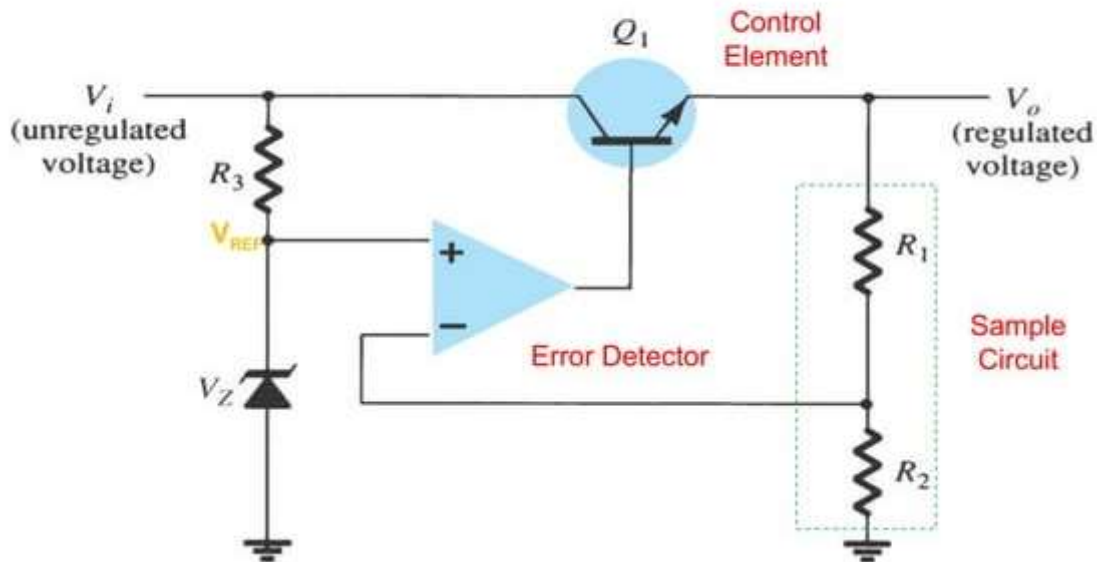 Q1
Control
Element
Vi
(unregulated
voltage)
Vo
(regulated
voltage)
R3
VREF
+
−
R1
Error Detector
Sample
Circuit
VZ
R2